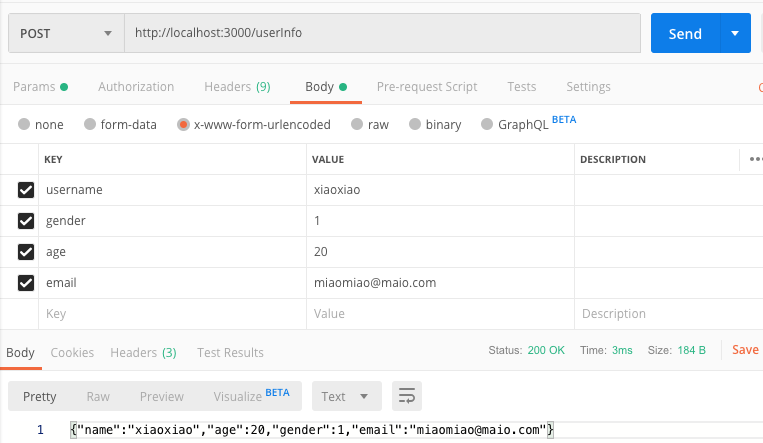 POST http://localhost:3000/userInfo Send
Params Authorization Headers (9) Body Pre-request Script Tests Settings
none form-data x-www-form-urlencoded raw binary GraphQL BETA
KEY VALUE DESCRIPTION
username xiaoxiao
gender 1
age 20
email miaomiao@maio.com
Key Value Description
Body Cookies Headers (3) Test Results Status: 200 OK Time: 3ms Size: 184 B Save
Pretty Raw Preview Visualize BETA Text
1 {"name":"xiaoxiao","age":20,"gender":1,"email":"miaomiao@maio.com"}